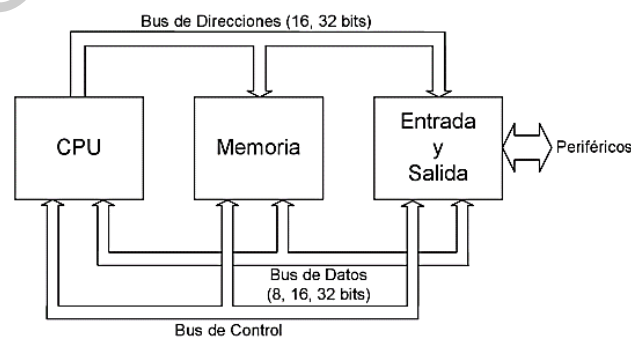 Bus de Direcciones (16, 32 bits)
CPU
Memoria
Entrada
y
Salida
Periféricos
Bus de Datos
(8, 16, 32 bits)
Bus de Control